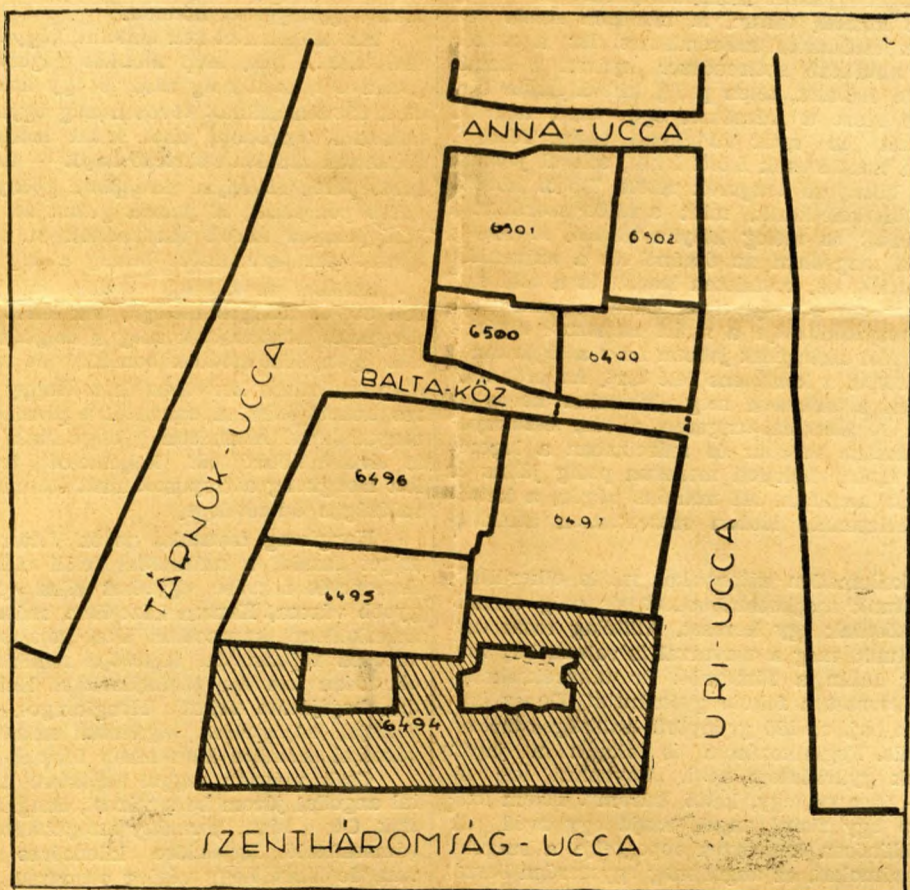 ANNA-UCCA
6501
6502
6500
6499
BALTA-KÖZ
TÁRNOK-UCCA
6496
6497
6495
URI-UCCA
6494
SZENTHÁROMSÁG-UCCA